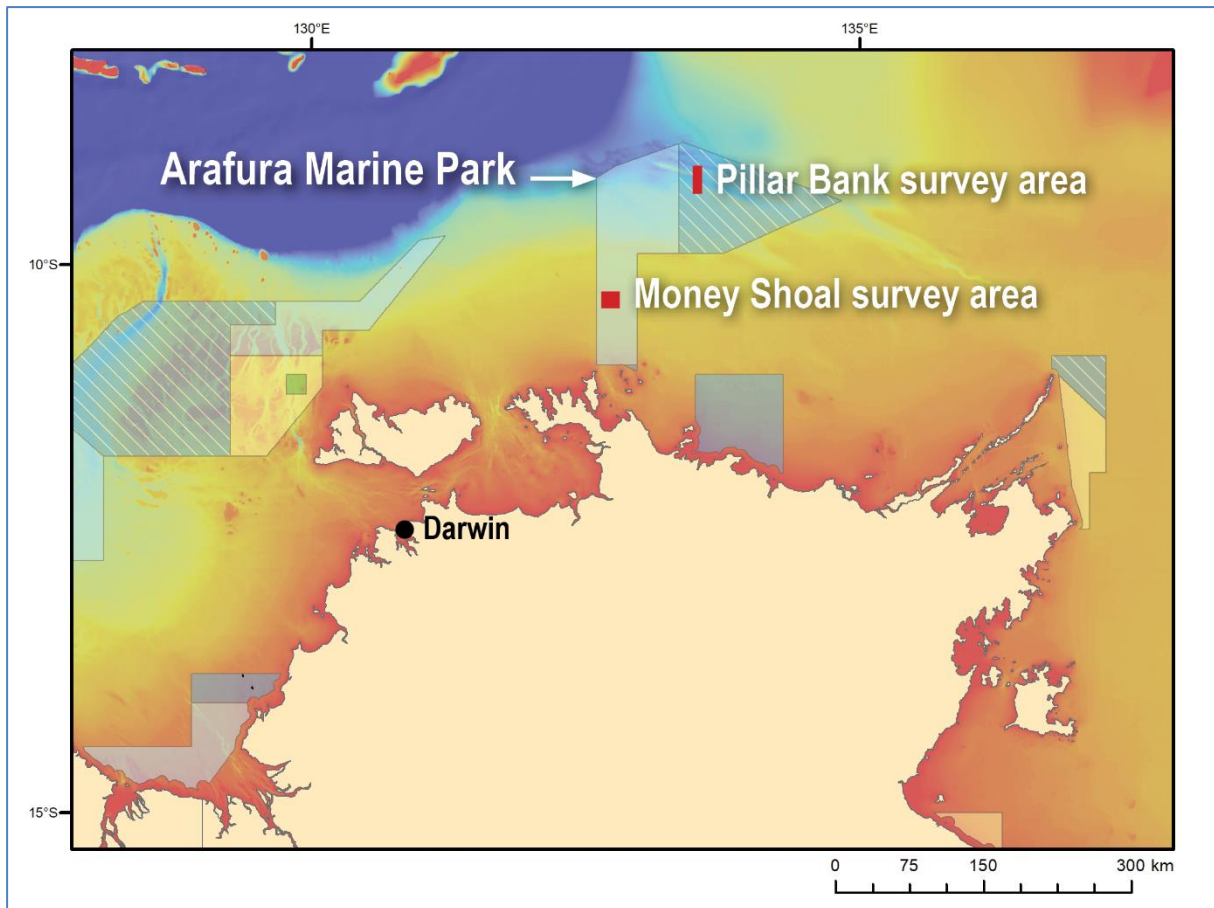 130°E
135°E
Arafura Marine Park
Pillar Bank survey area
10°S
Money Shoal survey area
Darwin
15°S
0 75 150 300 km